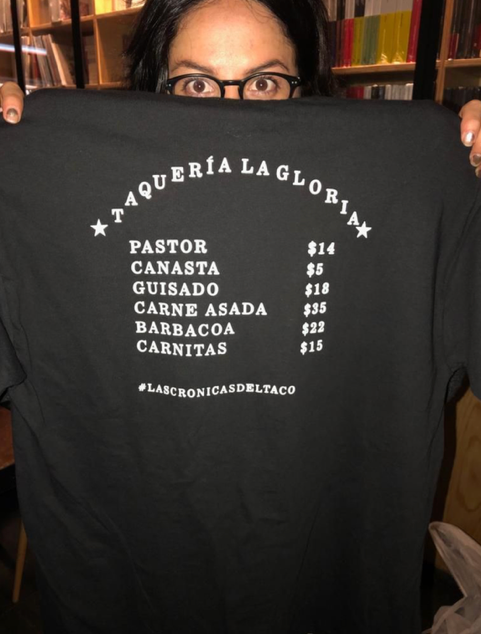 ★TAQUERÍA LA GLORIA★
PASTOR $14
CANASTA $5
GUISADO $18
CARNE ASADA $35
BARBACOA $22
CARNITAS $15
#LASCRONICASDELTACO